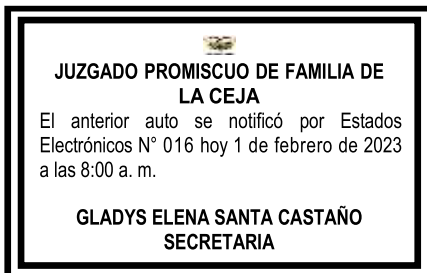 JUZGADO PROMISCUO DE FAMILIA DE
LA CEJA
El anterior auto se notificó por Estados
Electrónicos N° 016 hoy 1 de febrero de 2023
a las 8:00 a. m.
GLADYS ELENA SANTA CASTAÑO
SECRETARIA